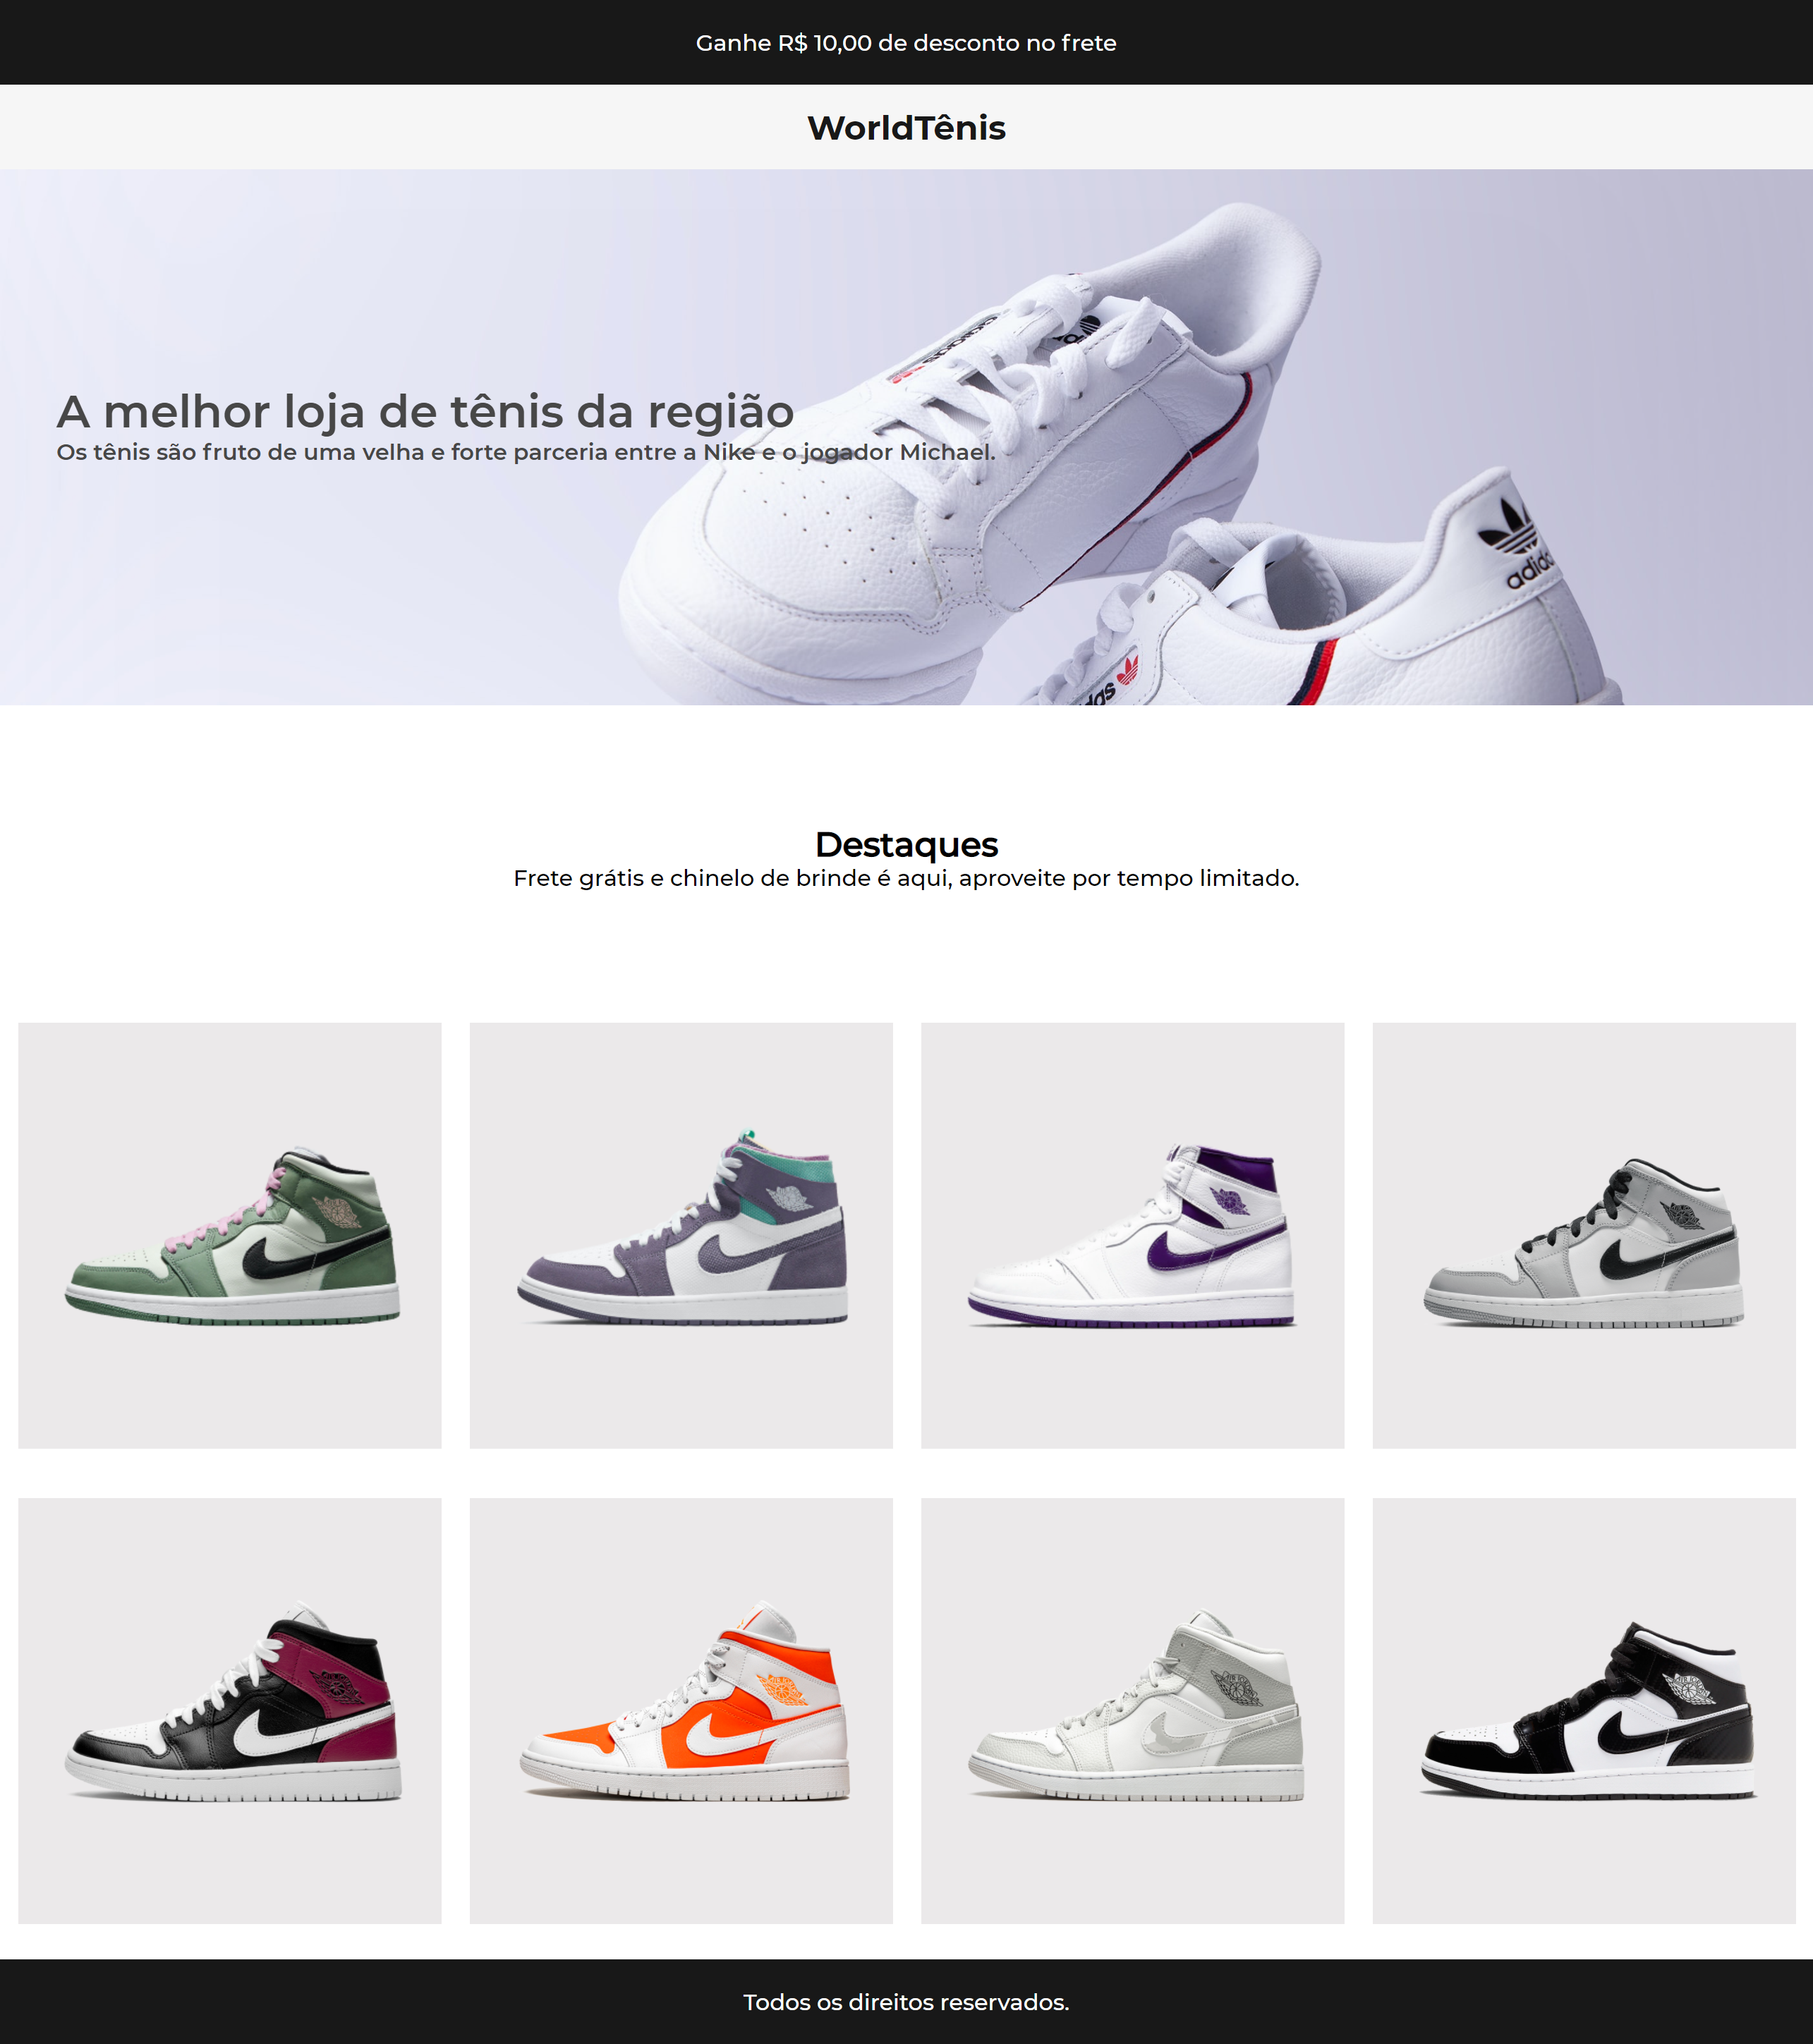 Ganhe R$ 10,00 de desconto no frete
WorldTênis
A melhor loja de tênis da região
Os tênis são fruto de uma velha e forte parceria entre a Nike e o jogador Michael.
Destaques
Frete grátis e chinelo de brinde é aqui, aproveite por tempo limitado.
Todos os direitos reservados.